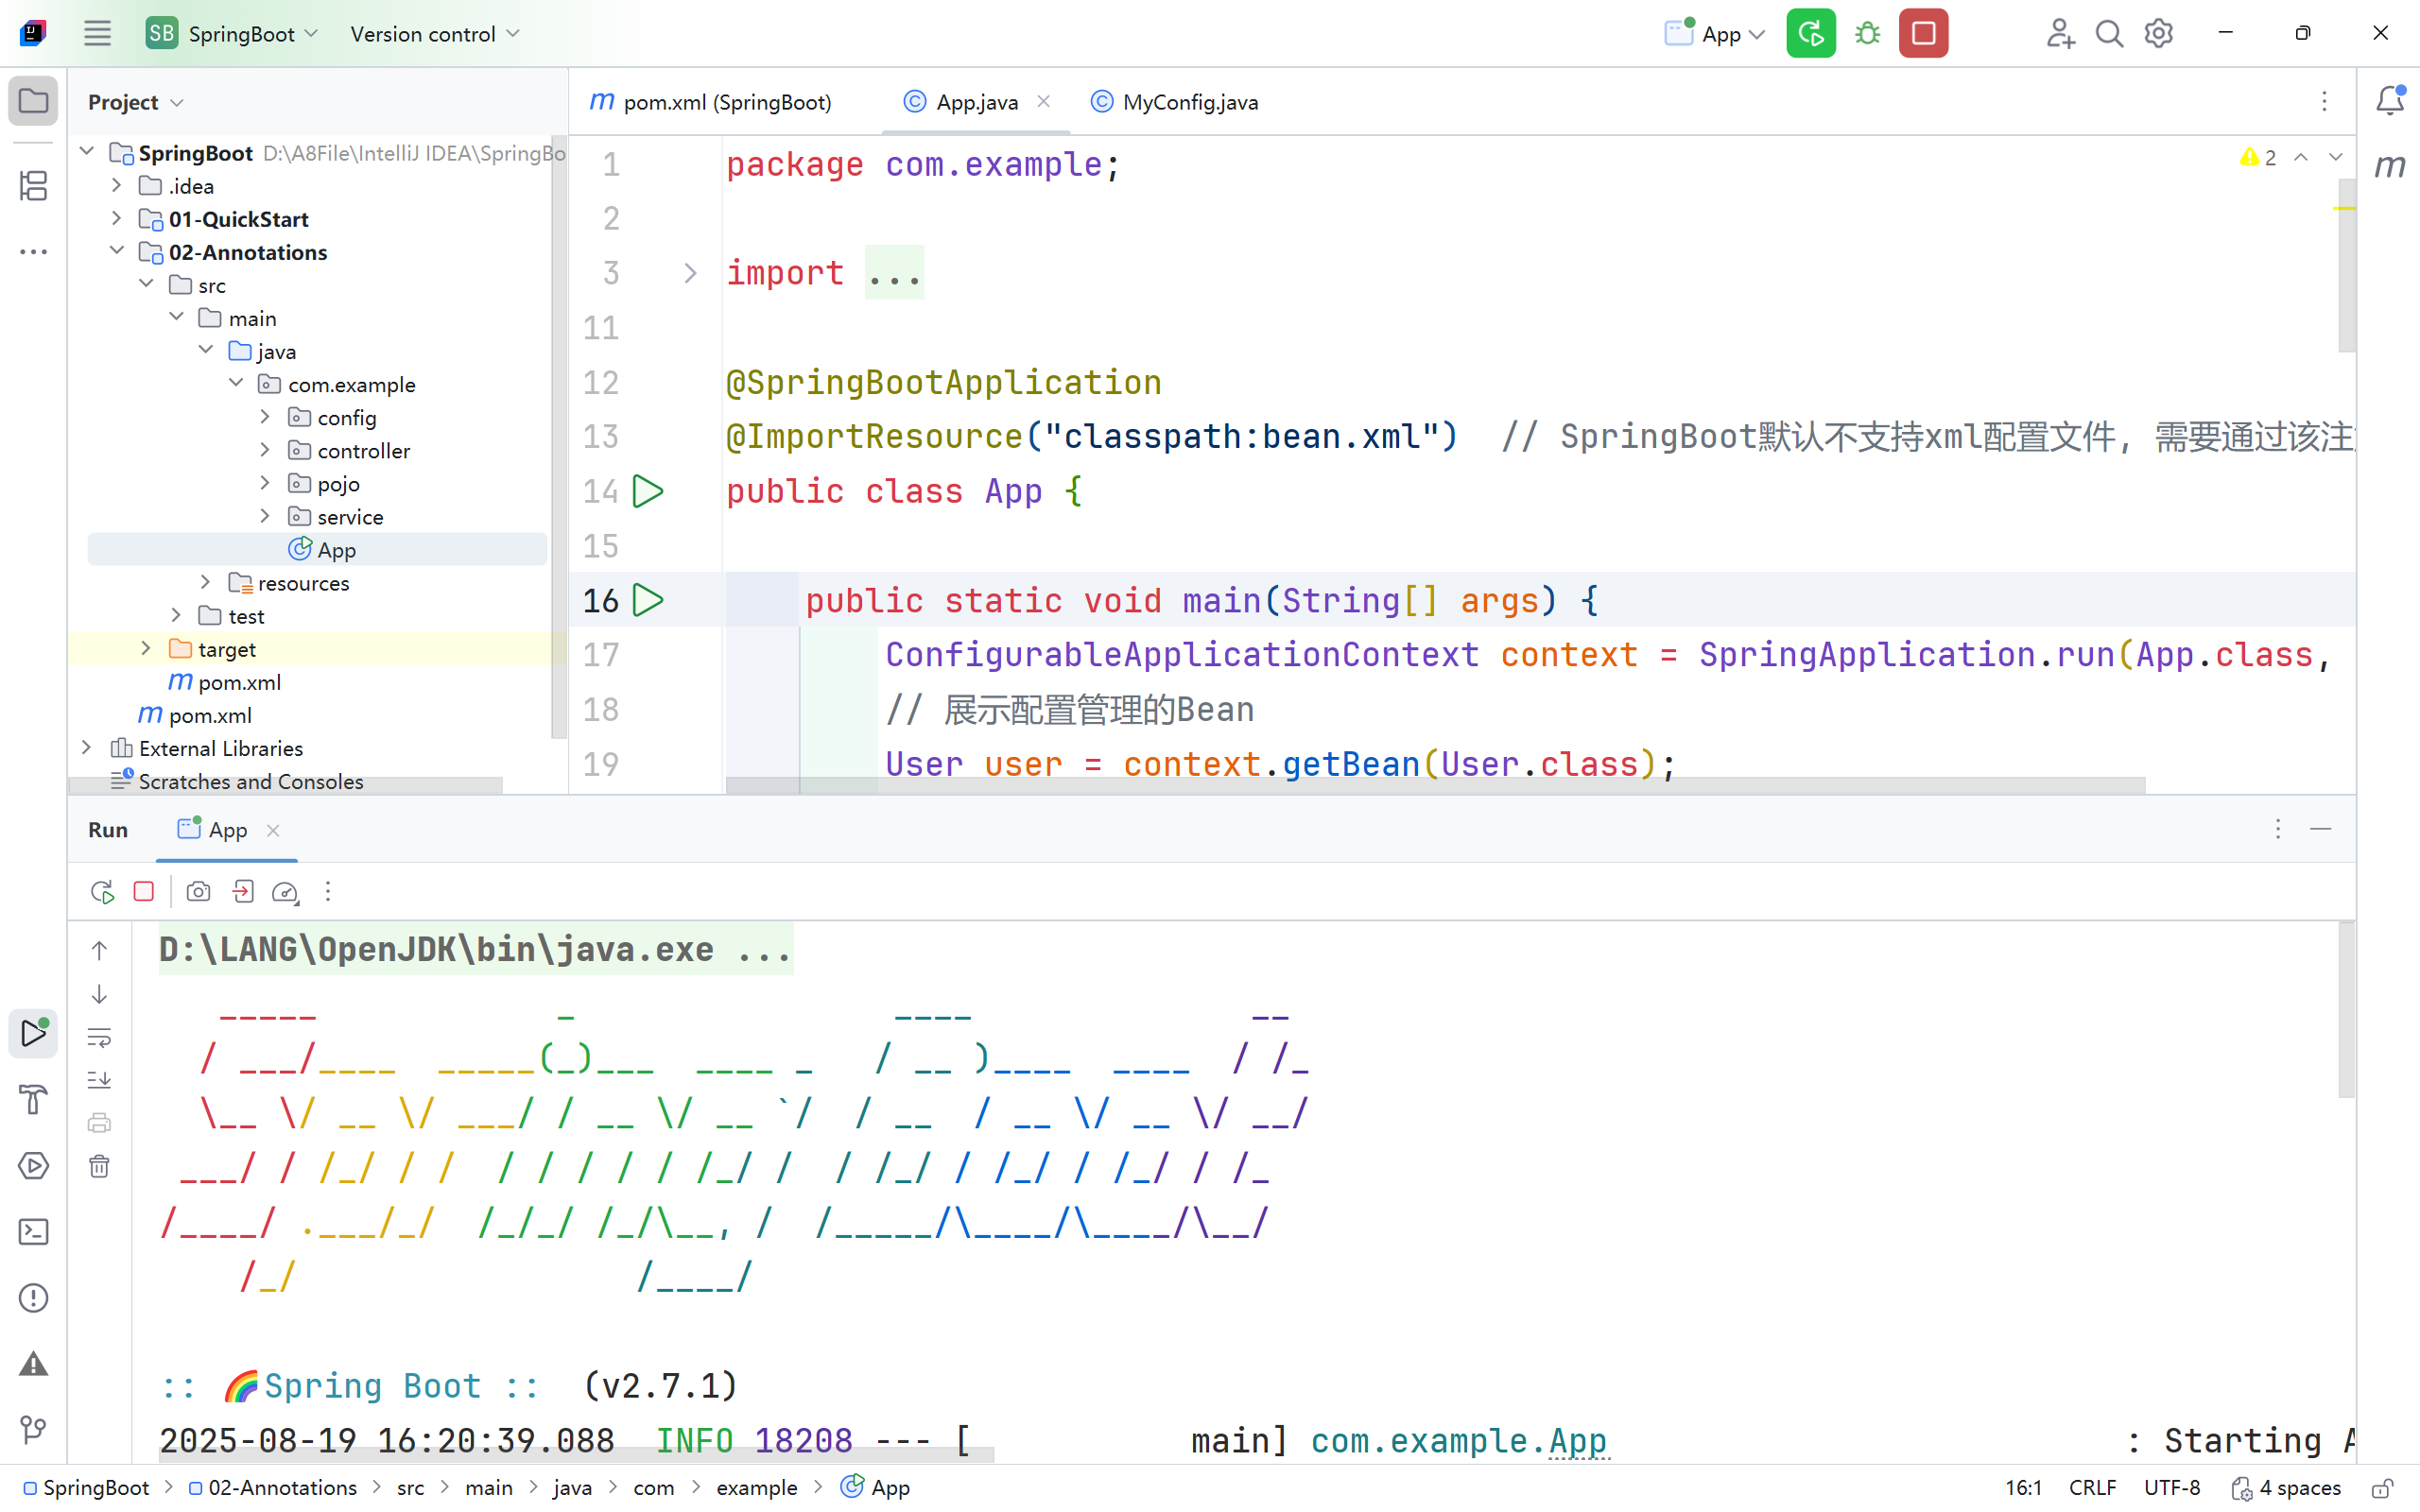 SB SpringBoot Version control App
Project
pom.xml (SpringBoot) App.java MyConfig.java
SpringBoot D:\A8File\IntelliJ IDEA\SpringBo
.idea
01-QuickStart
02-Annotations
src
main
java
com.example
config
controller
pojo
service
App
resources
test
target
pom.xml
pom.xml
External Libraries
Scratches and Consoles
2
1 package com.example;
2
3 import ...
11
12 @SpringBootApplication
13 @ImportResource("classpath:bean.xml") // SpringBoot默认不支持xml配置文件, 需要通过该注
14 public class App {
15
16 public static void main(String[] args) {
17 ConfigurableApplicationContext context = SpringApplication.run(App.class,
18 // 展示配置管理的Bean
19 User user = context.getBean(User.class);
Run App
D:\LANG\OpenJDK\bin\java.exe ...
:: 🌈Spring Boot :: (v2.7.1)
2025-08-19 16:20:39.088 INFO 18208 --- [ main] com.example.App : Starting A
SpringBoot 02-Annotations src main java com example App 16:1 CRLF UTF-8 4 spaces